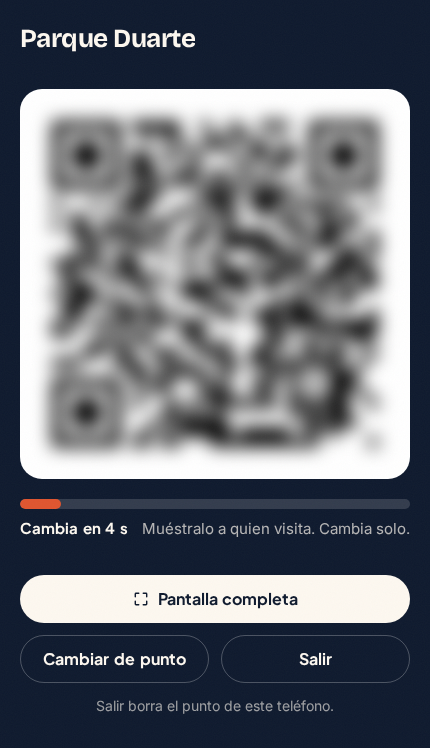 Parque Duarte
Cambia en 4 s Muéstralo a quien visita. Cambia solo.
Pantalla completa
Cambiar de punto Salir
Salir borra el punto de este teléfono.